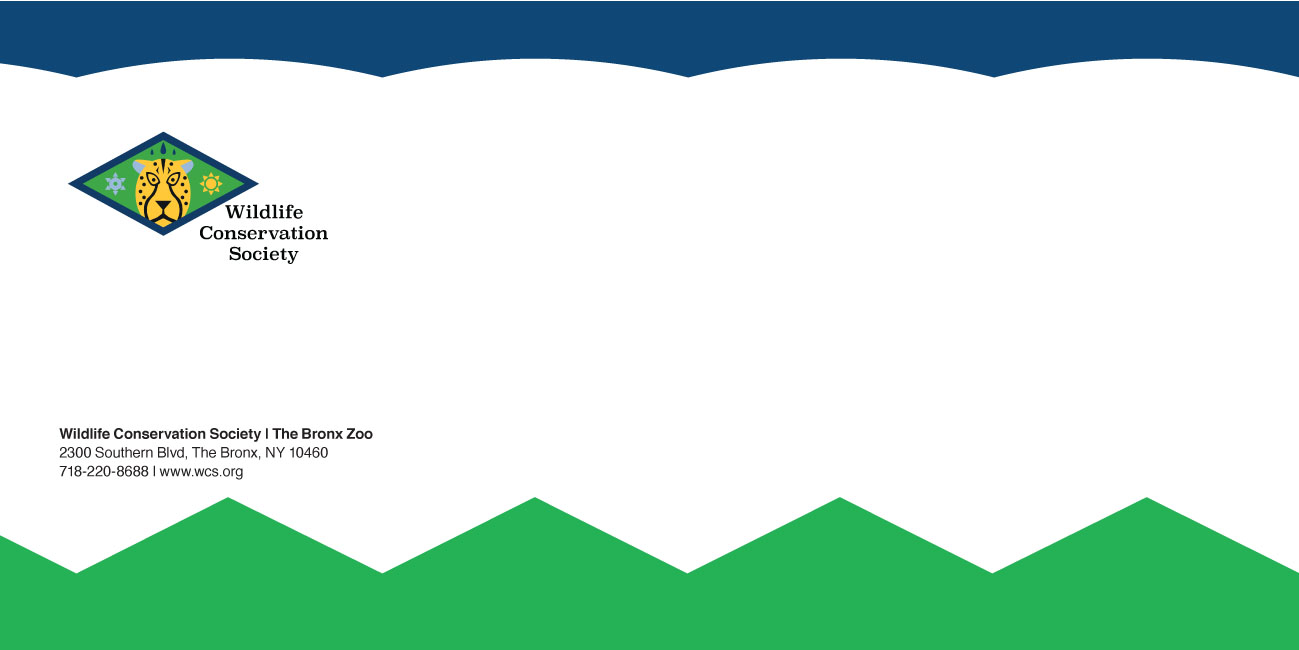 Wildlife
Conservation
Society
Wildlife Conservation Society | The Bronx Zoo
2300 Southern Blvd, The Bronx, NY 10460
718-220-8688 | www.wcs.org